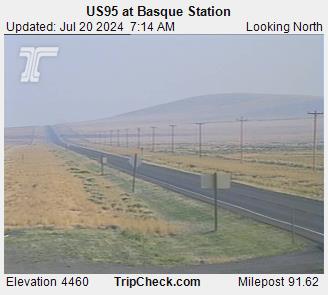 US95 at Basque Station
Updated: Jul 20 2024 7:14 AM Looking North
Elevation 4460 TripCheck.com Milepost 91.62